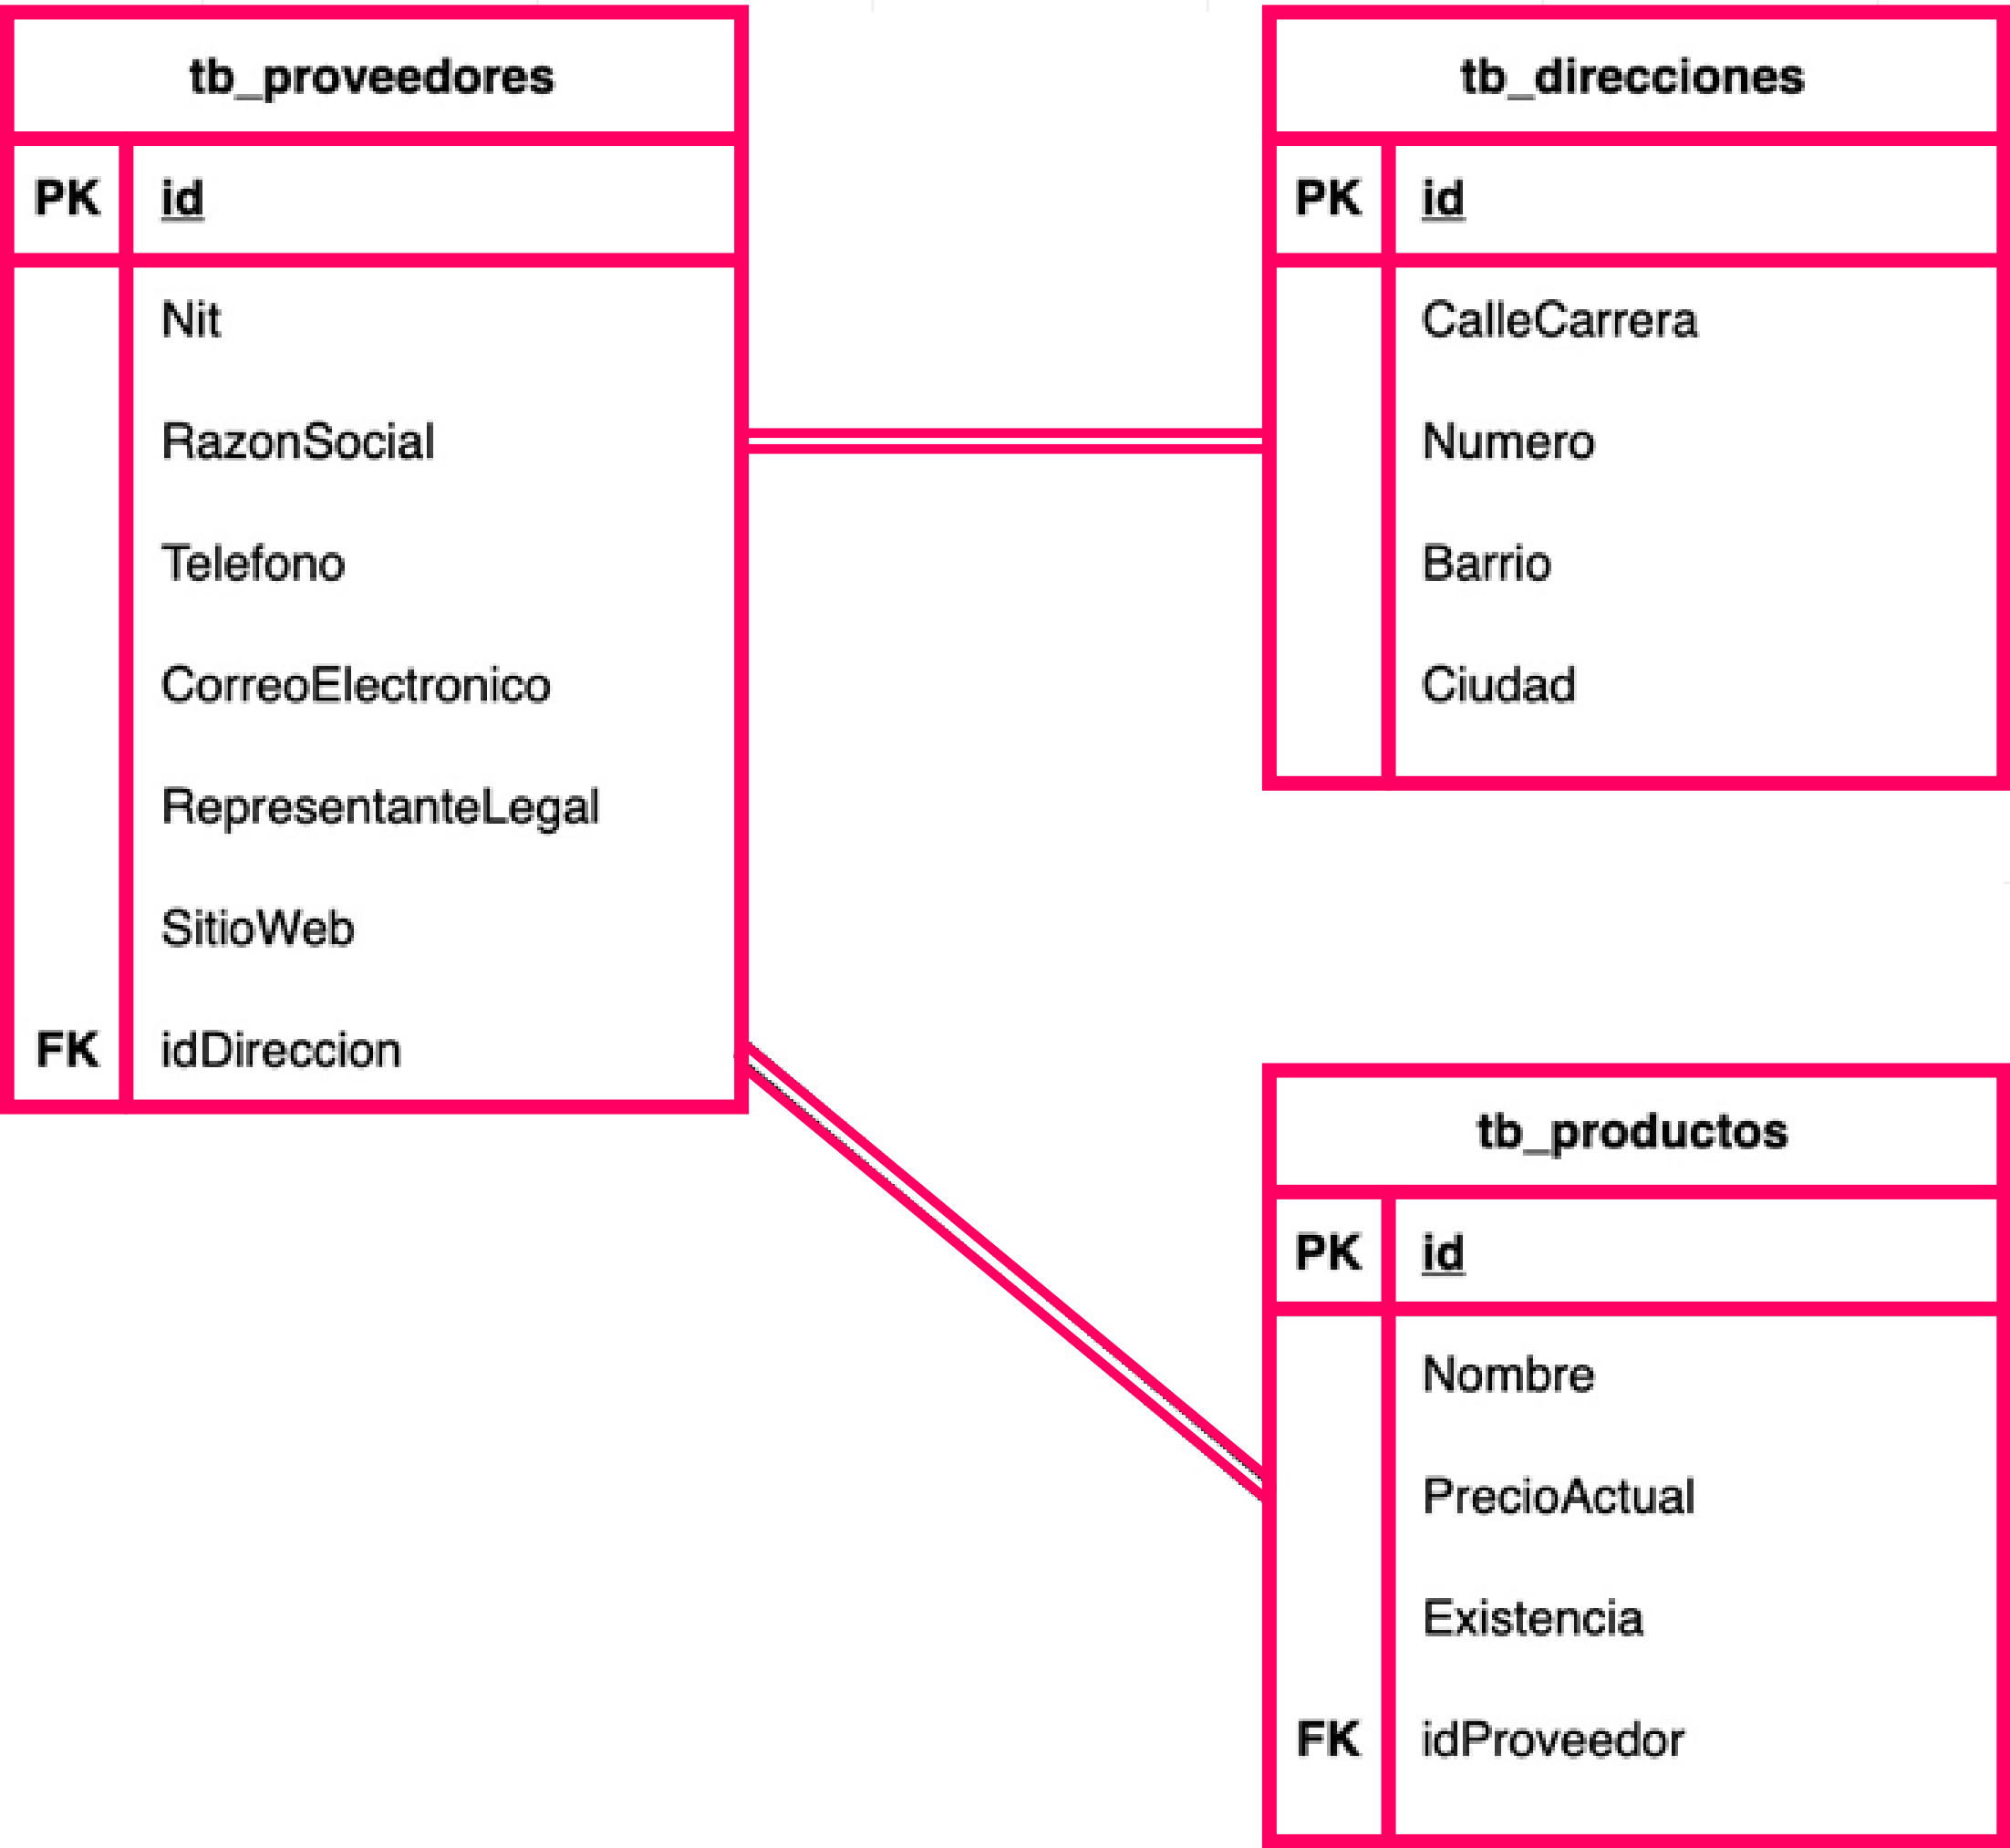 tb_proveedores
PK id
Nit
RazonSocial
Telefono
CorreoElectronico
RepresentanteLegal
SitioWeb
FK idDireccion
tb_direcciones
PK id
CalleCarrera
Numero
Barrio
Ciudad
tb_productos
PK id
Nombre
PrecioActual
Existencia
FK idProveedor